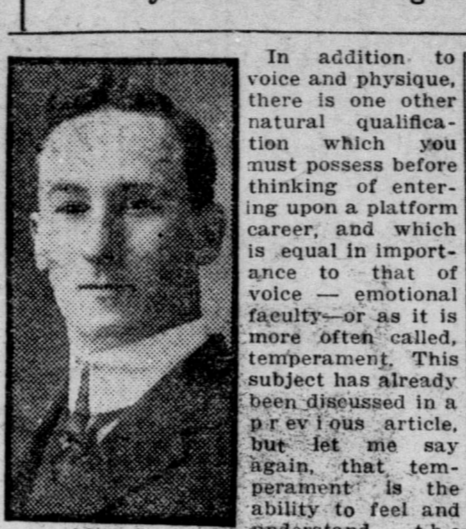 In addition to
voice and physique,
there is one other
natural qualifica-
tion which you
must possess before
thinking of enter-
ing upon a platform
career, and which
is equal in import-
ance to that of
voice — emotional
faculty—or as it is
more often called,
temperament. This
subject has already
been discussed in a
previous article,
but let me say
again, that tem-
perament is the
ability to feel and